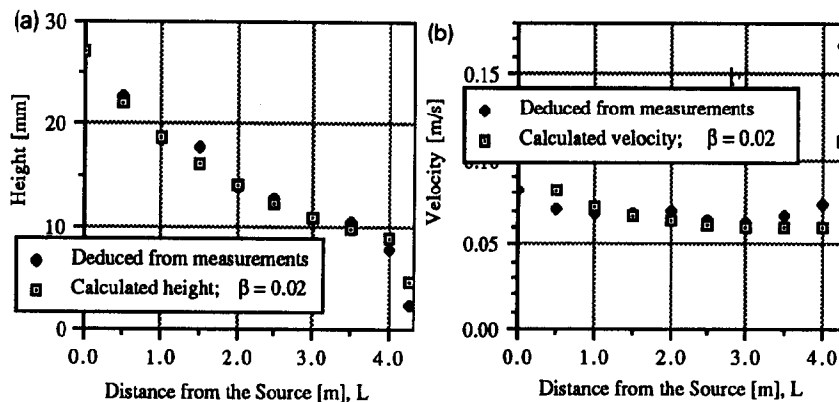 (a)
30
20
10
0
Height [mm]
Deduced from measurements
Calculated height; β = 0.02
0.0 1.0 2.0 3.0 4.0
Distance from the Source [m], L
(b)
0.15
0.10
0.05
0.00
Velocity [m/s]
Deduced from measurements
Calculated velocity; β = 0.02
0.0 1.0 2.0 3.0 4.0
Distance from the Source [m], L